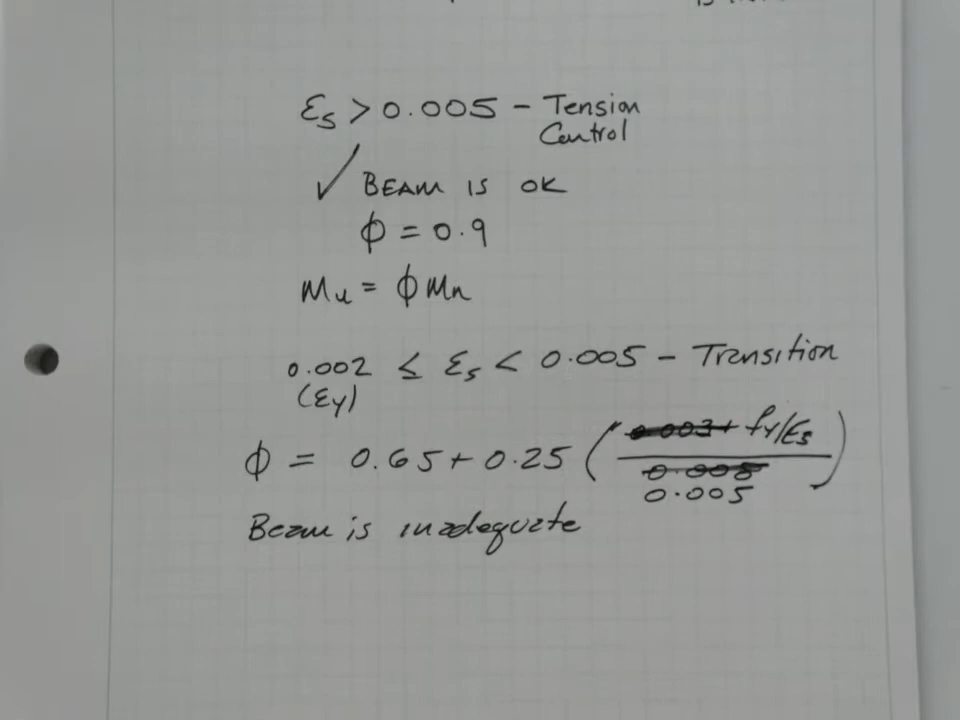 εs > 0.005 – Tension
Control
✓ BEAM IS OK
ϕ = 0.9
Mu = ϕ Mn
0.002 ≤ εs < 0.005 – Transition
(εy)
ϕ = 0.65 + 0.25 ( fy/Es / 0.005 )
Beam is inadequate